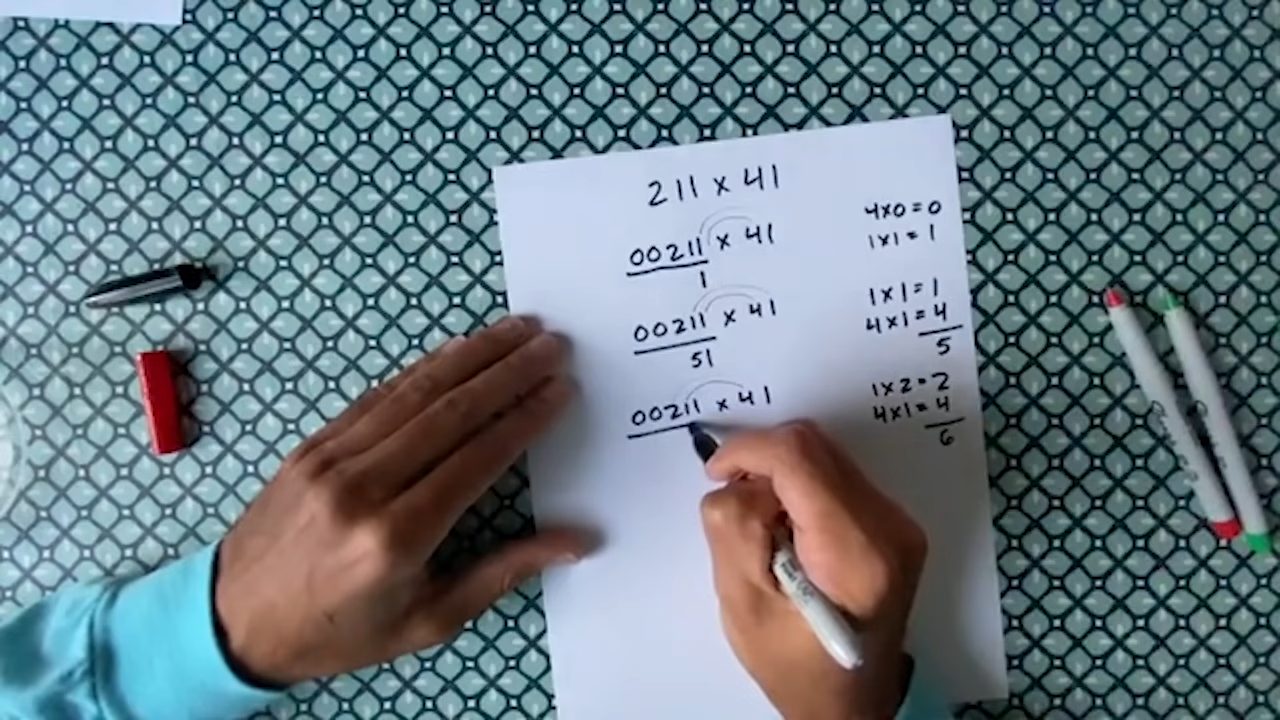 211 x 41
00211 x 41
1
00211 x 41
51
00211 x 41
4x0=0
1x1=1
1x1=1
4x1=4
5
1x2=2
4x1=4
6